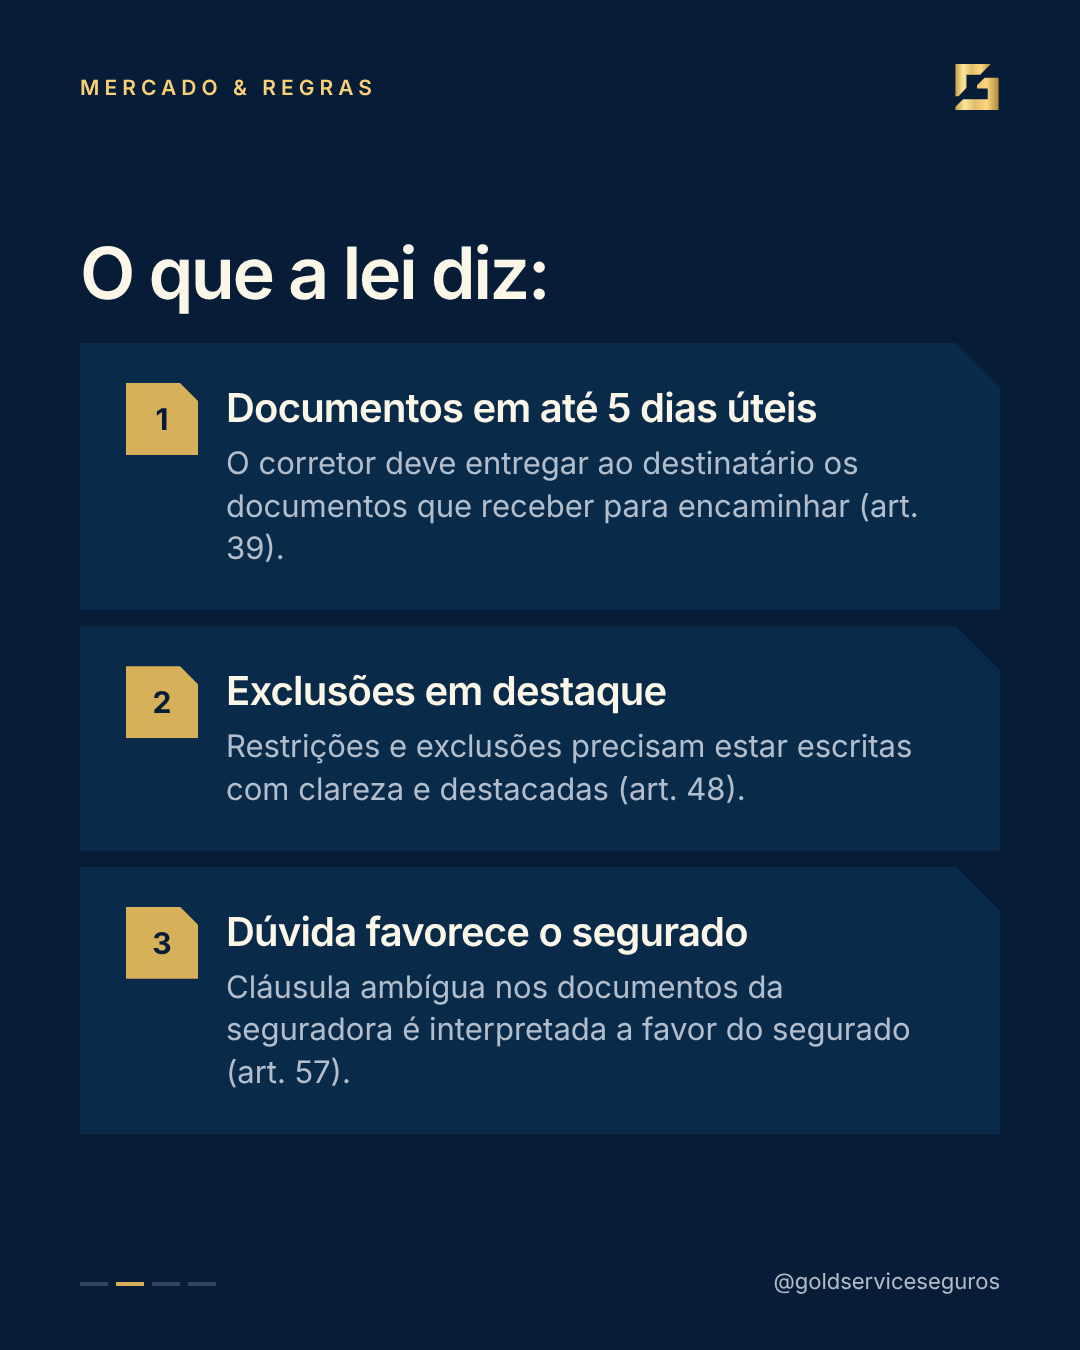 MERCADO & REGRAS
O que a lei diz:
1
Documentos em até 5 dias úteis
O corretor deve entregar ao destinatário os
documentos que receber para encaminhar (art.
39).
2
Exclusões em destaque
Restrições e exclusões precisam estar escritas
com clareza e destacadas (art. 48).
3
Dúvida favorece o segurado
Cláusula ambígua nos documentos da
seguradora é interpretada a favor do segurado
(art. 57).
@goldserviceseguros